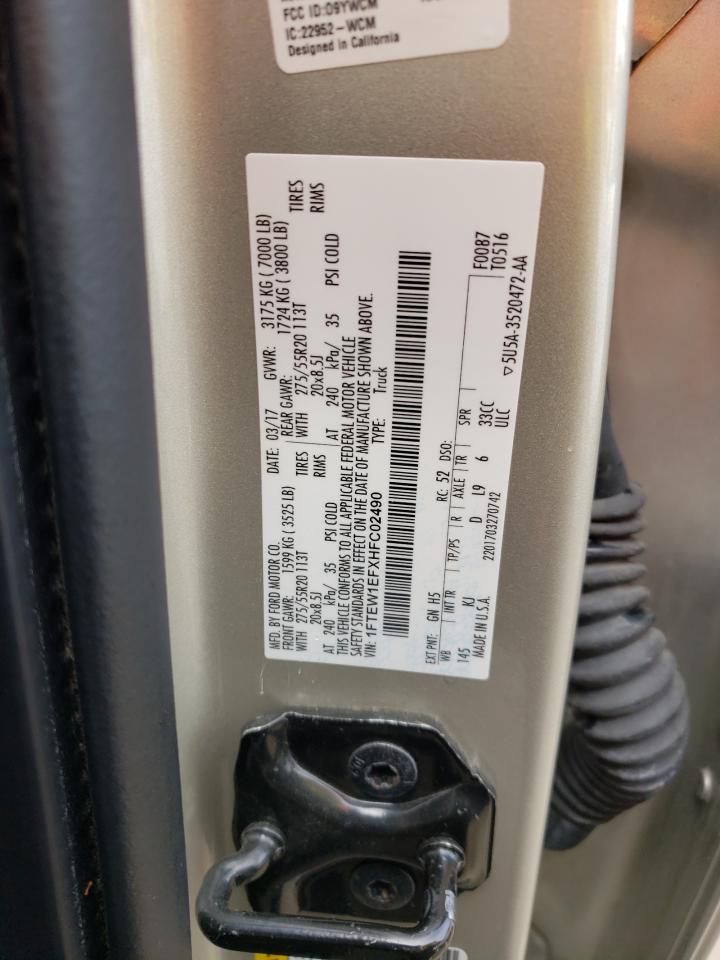 FCC ID:O9YWCM
IC:22952-WCM
Designed in California
MFD. BY FORD MOTOR CO.
DATE: 03/17 GVWR: 3175 KG ( 7000 LB)
FRONT GAWR: 1599 KG ( 3525 LB) REAR GAWR: 1724 KG ( 3800 LB)
WITH 275/55R20 113T TIRES WITH 275/55R20 113T TIRES
20x8.5J RIMS 20x8.5J RIMS
AT 240 kPa/ 35 PSI COLD AT 240 kPa/ 35 PSI COLD
THIS VEHICLE CONFORMS TO ALL APPLICABLE FEDERAL MOTOR VEHICLE
SAFETY STANDARDS IN EFFECT ON THE DATE OF MANUFACTURE SHOWN ABOVE.
VIN: 1FTEW1EFXHFC02490 TYPE: Truck
EXT PNT: GN H5 RC: 52 DSO: F0087
WB INT TR TP/PS R AXLE TR SPR T0516
145 KJ D L9 6 33CC
MADE IN U.S.A. 2201703270742 ULC ▽5U5A-3520472-AA